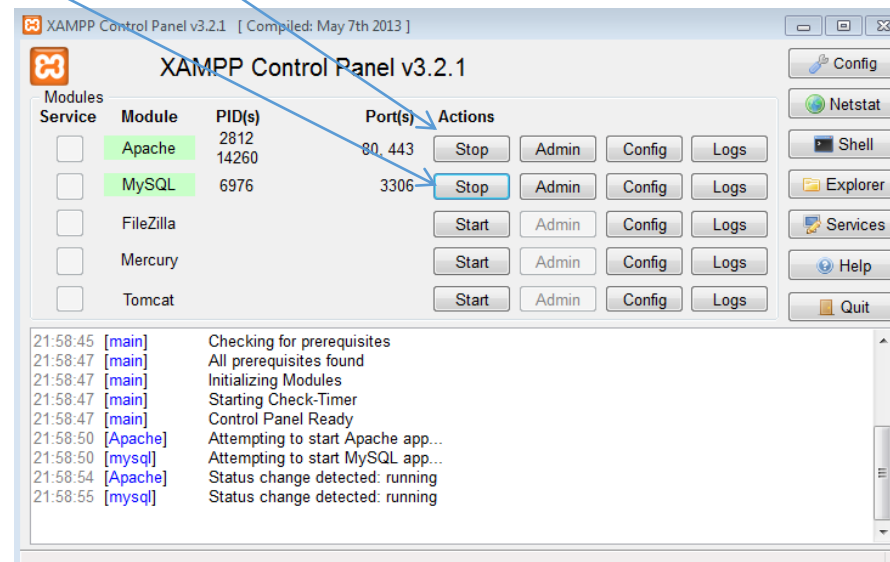 XAMPP Control Panel v3.2.1 [ Compiled: May 7th 2013 ]
XAMPP Control Panel v3.2.1
Config
Modules
Service Module PID(s) Port(s) Actions
Netstat
Apache 2812 14260 80, 443 Stop Admin Config Logs
Shell
MySQL 6976 3306 Stop Admin Config Logs
Explorer
FileZilla Start Admin Config Logs
Services
Mercury Start Admin Config Logs
Help
Tomcat Start Admin Config Logs
Quit
21:58:45 [main] Checking for prerequisites
21:58:47 [main] All prerequisites found
21:58:47 [main] Initializing Modules
21:58:47 [main] Starting Check-Timer
21:58:47 [main] Control Panel Ready
21:58:50 [Apache] Attempting to start Apache app...
21:58:50 [mysql] Attempting to start MySQL app...
21:58:54 [Apache] Status change detected: running
21:58:55 [mysql] Status change detected: running